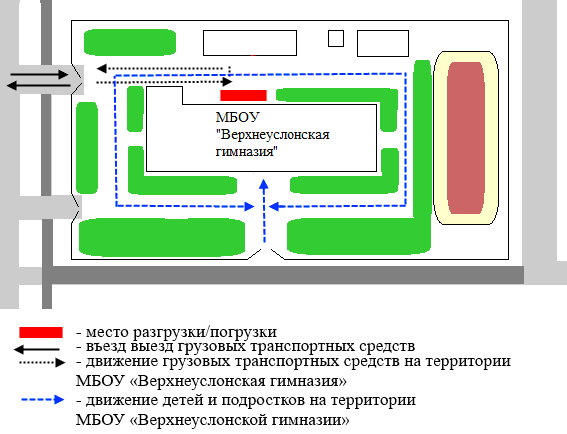 МБОУ
"Верхнеуслонская
гимназия"
- место разгрузки/погрузки
- въезд выезд грузовых транспортных средств
- движение грузовых транспортных средств на территории
МБОУ «Верхнеуслонская гимназия»
- движение детей и подростков на территории
МБОУ «Верхнеуслонской гимназии»